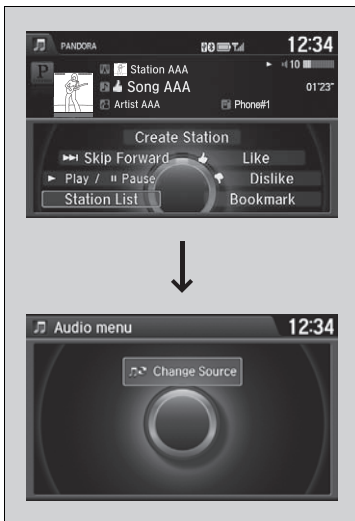 PANDORA 12:34
P Station AAA 10
Song AAA 01'23"
Artist AAA Phone#1
Create Station
Skip Forward Like
Play / Pause Dislike
Station List Bookmark
Audio menu 12:34
Change Source